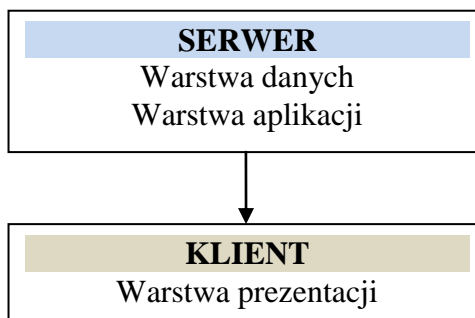 SERWER
Warstwa danych
Warstwa aplikacji
KLIENT
Warstwa prezentacji